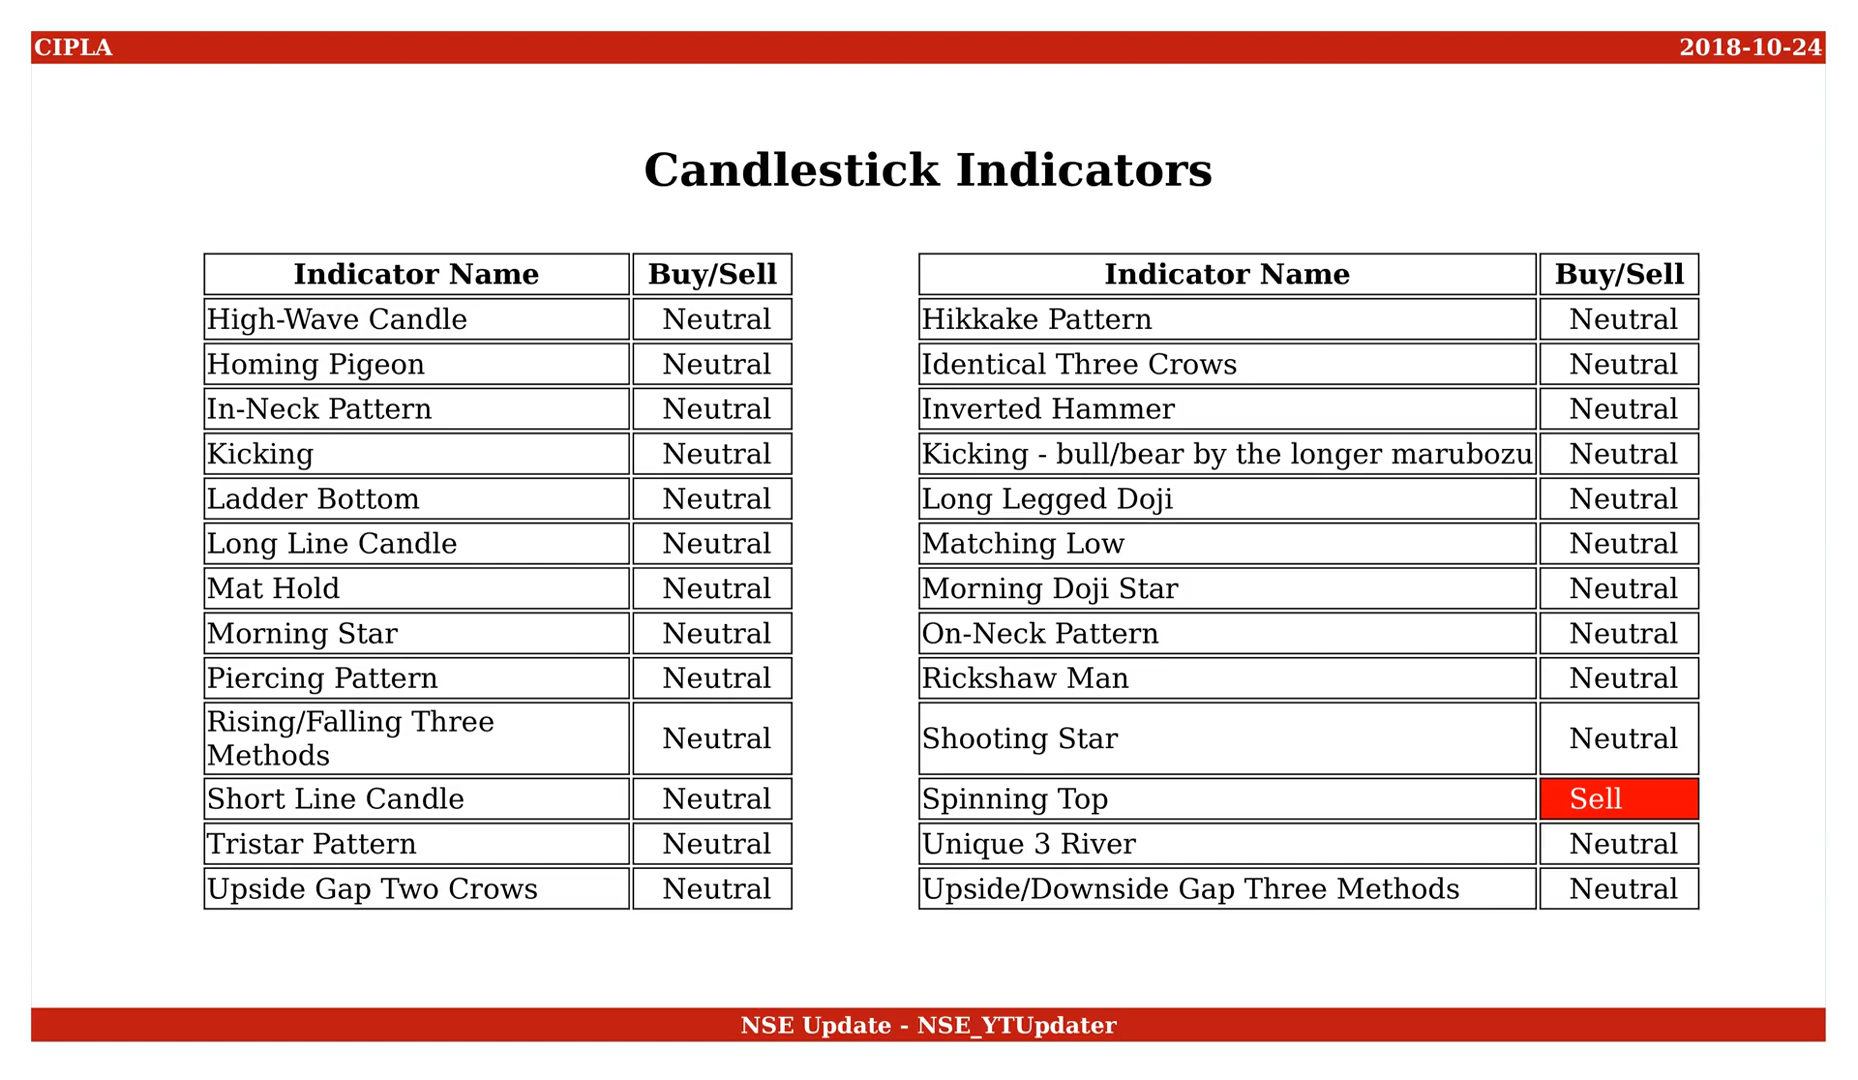 CIPLA 2018-10-24
Candlestick Indicators
Indicator Name Buy/Sell Indicator Name Buy/Sell
High-Wave Candle Neutral Hikkake Pattern Neutral
Homing Pigeon Neutral Identical Three Crows Neutral
In-Neck Pattern Neutral Inverted Hammer Neutral
Kicking Neutral Kicking - bull/bear by the longer marubozu Neutral
Ladder Bottom Neutral Long Legged Doji Neutral
Long Line Candle Neutral Matching Low Neutral
Mat Hold Neutral Morning Doji Star Neutral
Morning Star Neutral On-Neck Pattern Neutral
Piercing Pattern Neutral Rickshaw Man Neutral
Rising/Falling Three
Methods Neutral Shooting Star Neutral
Short Line Candle Neutral Spinning Top Sell
Tristar Pattern Neutral Unique 3 River Neutral
Upside Gap Two Crows Neutral Upside/Downside Gap Three Methods Neutral
NSE Update - NSE_YTUpdater